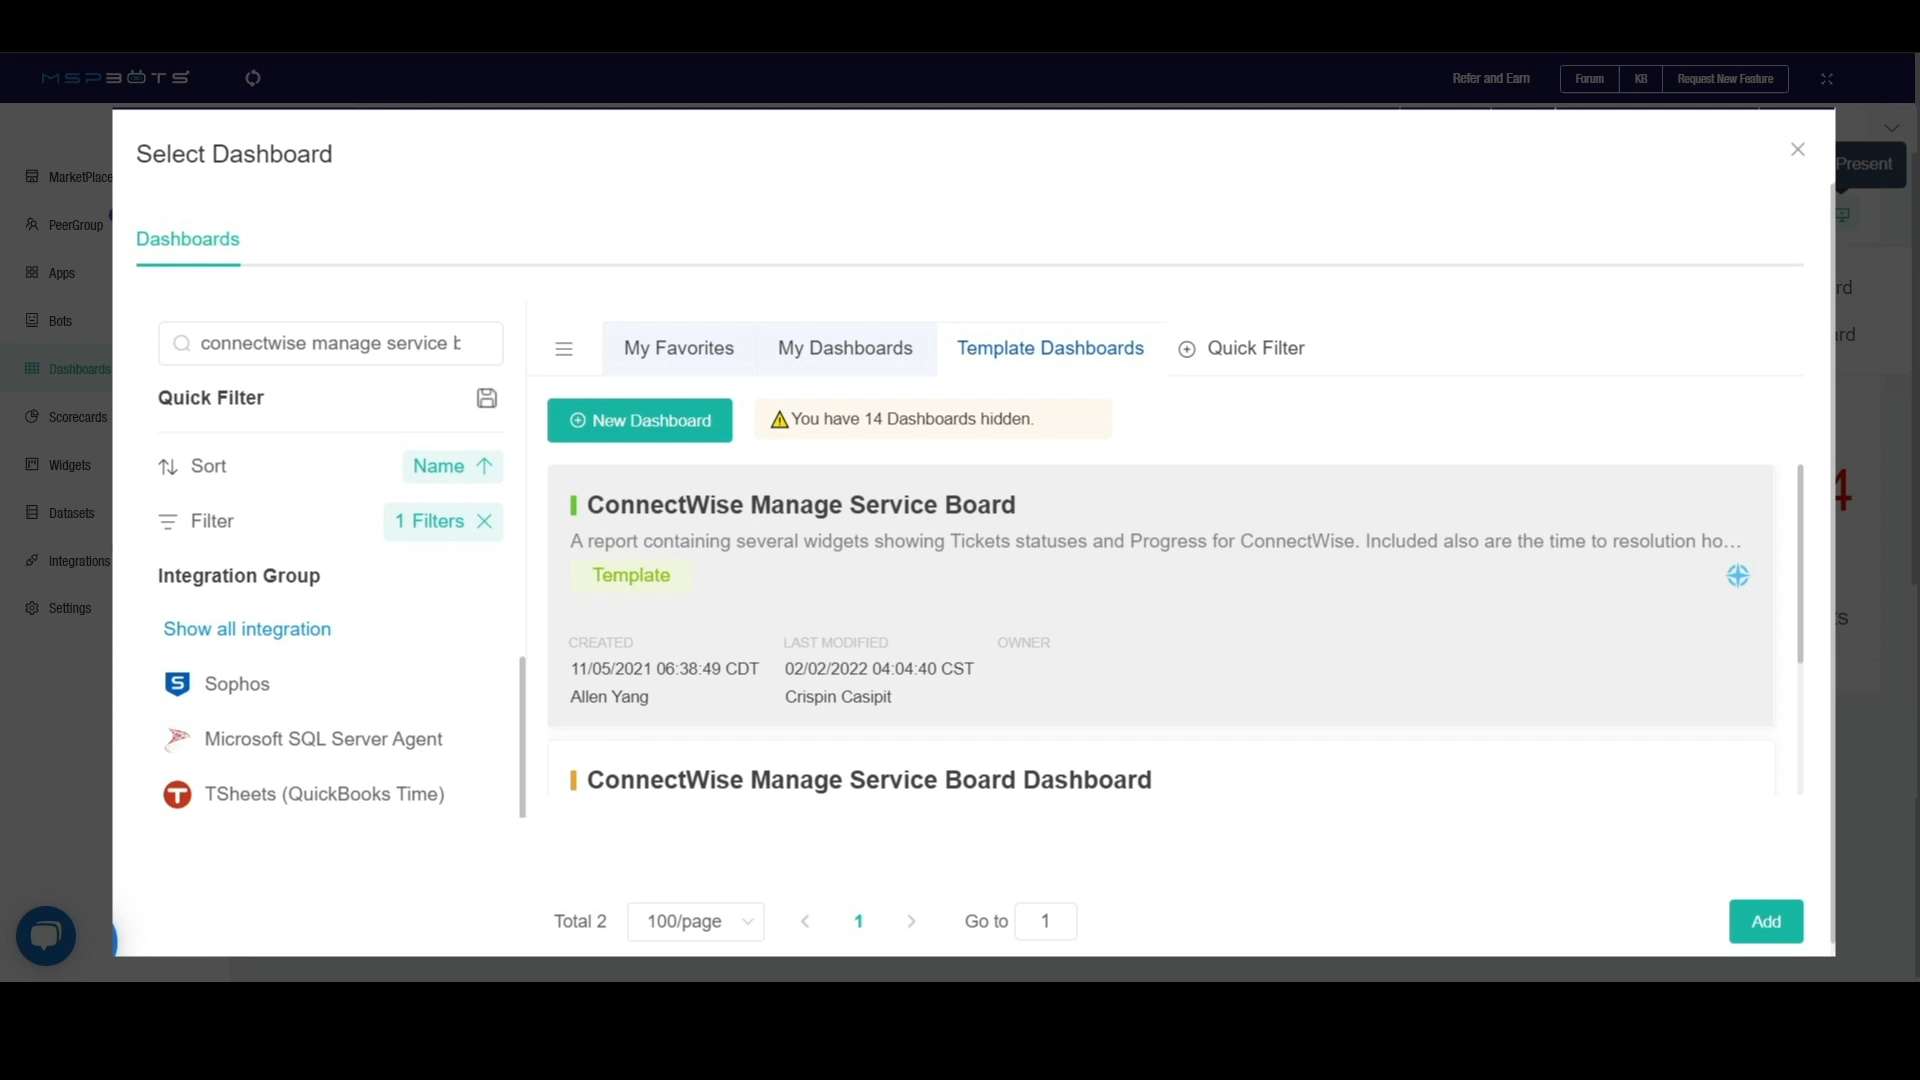 MSPBOTS
Refer and Earn
Forum
KB
Request New Feature
Select Dashboard
Present
MarketPlace
PeerGroup
Apps
Bots
Dashboards
Scorecards
Widgets
Datasets
Integrations
Settings
Dashboards
connectwise manage service b
Quick Filter
Sort
Name
Filter
1 Filters
Integration Group
Show all integration
Sophos
Microsoft SQL Server Agent
TSheets (QuickBooks Time)
My Favorites
My Dashboards
Template Dashboards
Quick Filter
New Dashboard
You have 14 Dashboards hidden.
ConnectWise Manage Service Board
A report containing several widgets showing Tickets statuses and Progress for ConnectWise. Included also are the time to resolution ho...
Template
CREATED
LAST MODIFIED
OWNER
11/05/2021 06:38:49 CDT
02/02/2022 04:04:40 CST
Allen Yang
Crispin Casipit
ConnectWise Manage Service Board Dashboard
Total 2
100/page
1
Go to
1
Add
rd
rd
4
ts